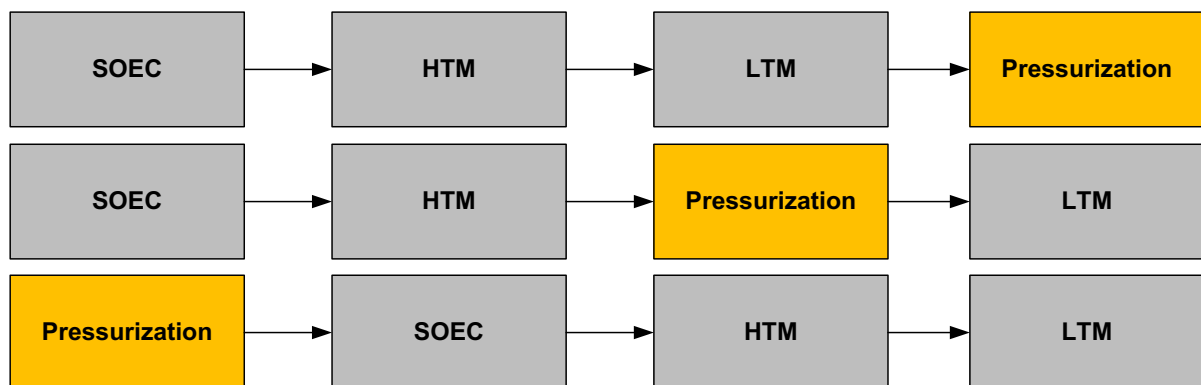 SOEC HTM LTM Pressurization
SOEC HTM Pressurization LTM
Pressurization SOEC HTM LTM